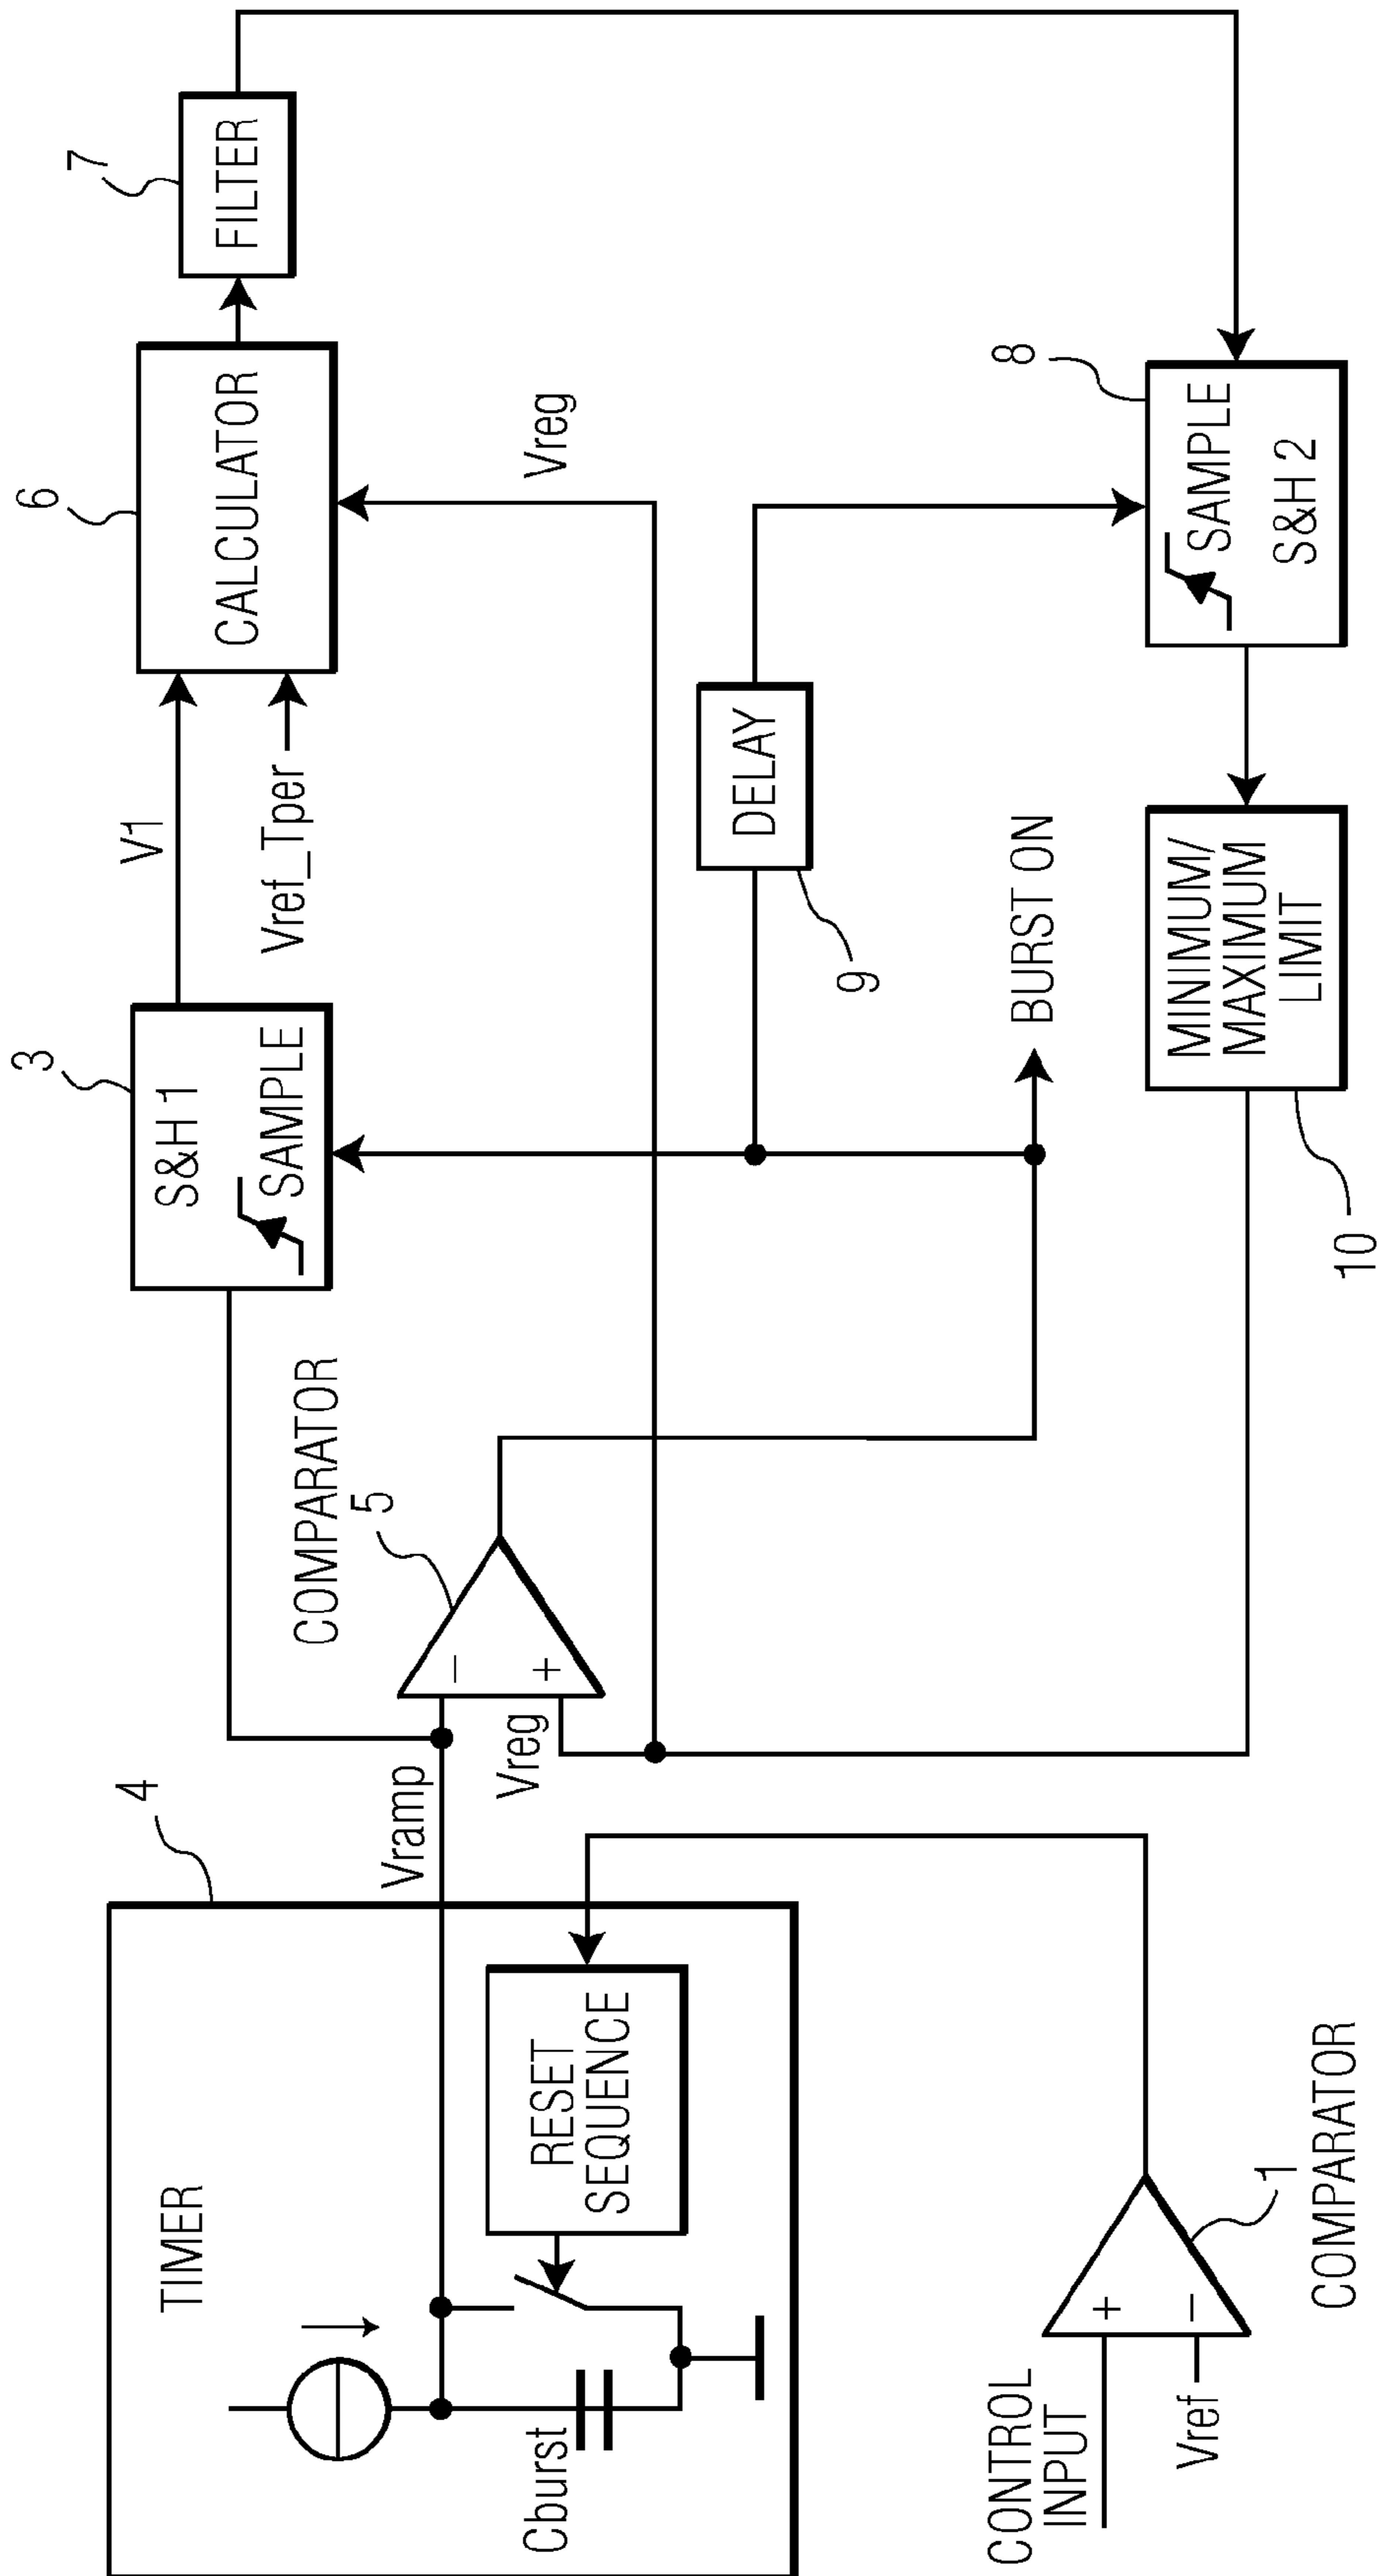 TIMER
4
Cburst
RESET
SEQUENCE
Vramp
Vreg
COMPARATOR
5
3
S&H 1
SAMPLE
V1
Vref_Tper
6
CALCULATOR
7
FILTER
Vreg
DELAY
9
BURST ON
8
SAMPLE
S&H 2
MINIMUM/
MAXIMUM
LIMIT
10
CONTROL
INPUT
Vref
+
−
1
COMPARATOR
−
+